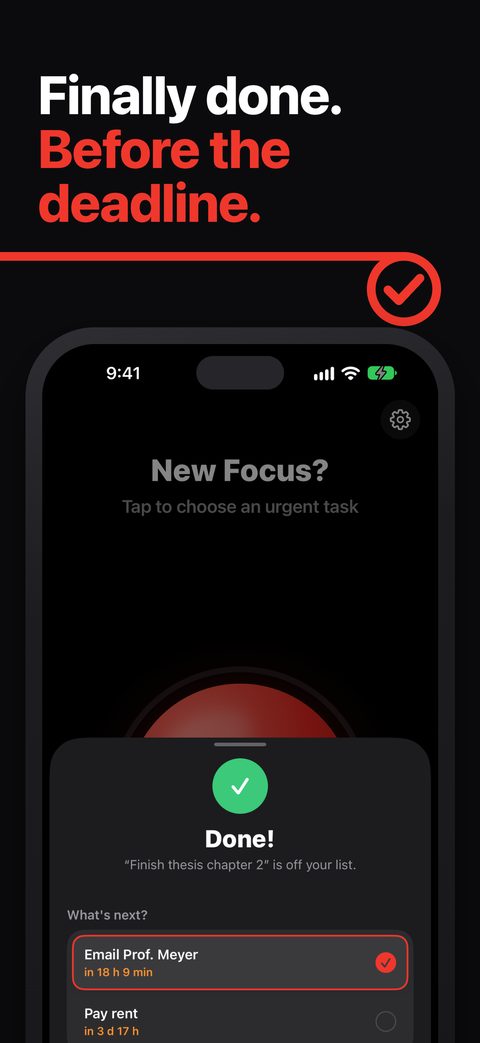 Finally done.
Before the
deadline.
9:41
New Focus?
Tap to choose an urgent task
Done!
“Finish thesis chapter 2” is off your list.
What's next?
Email Prof. Meyer
in 18 h 9 min
Pay rent
in 3 d 17 h